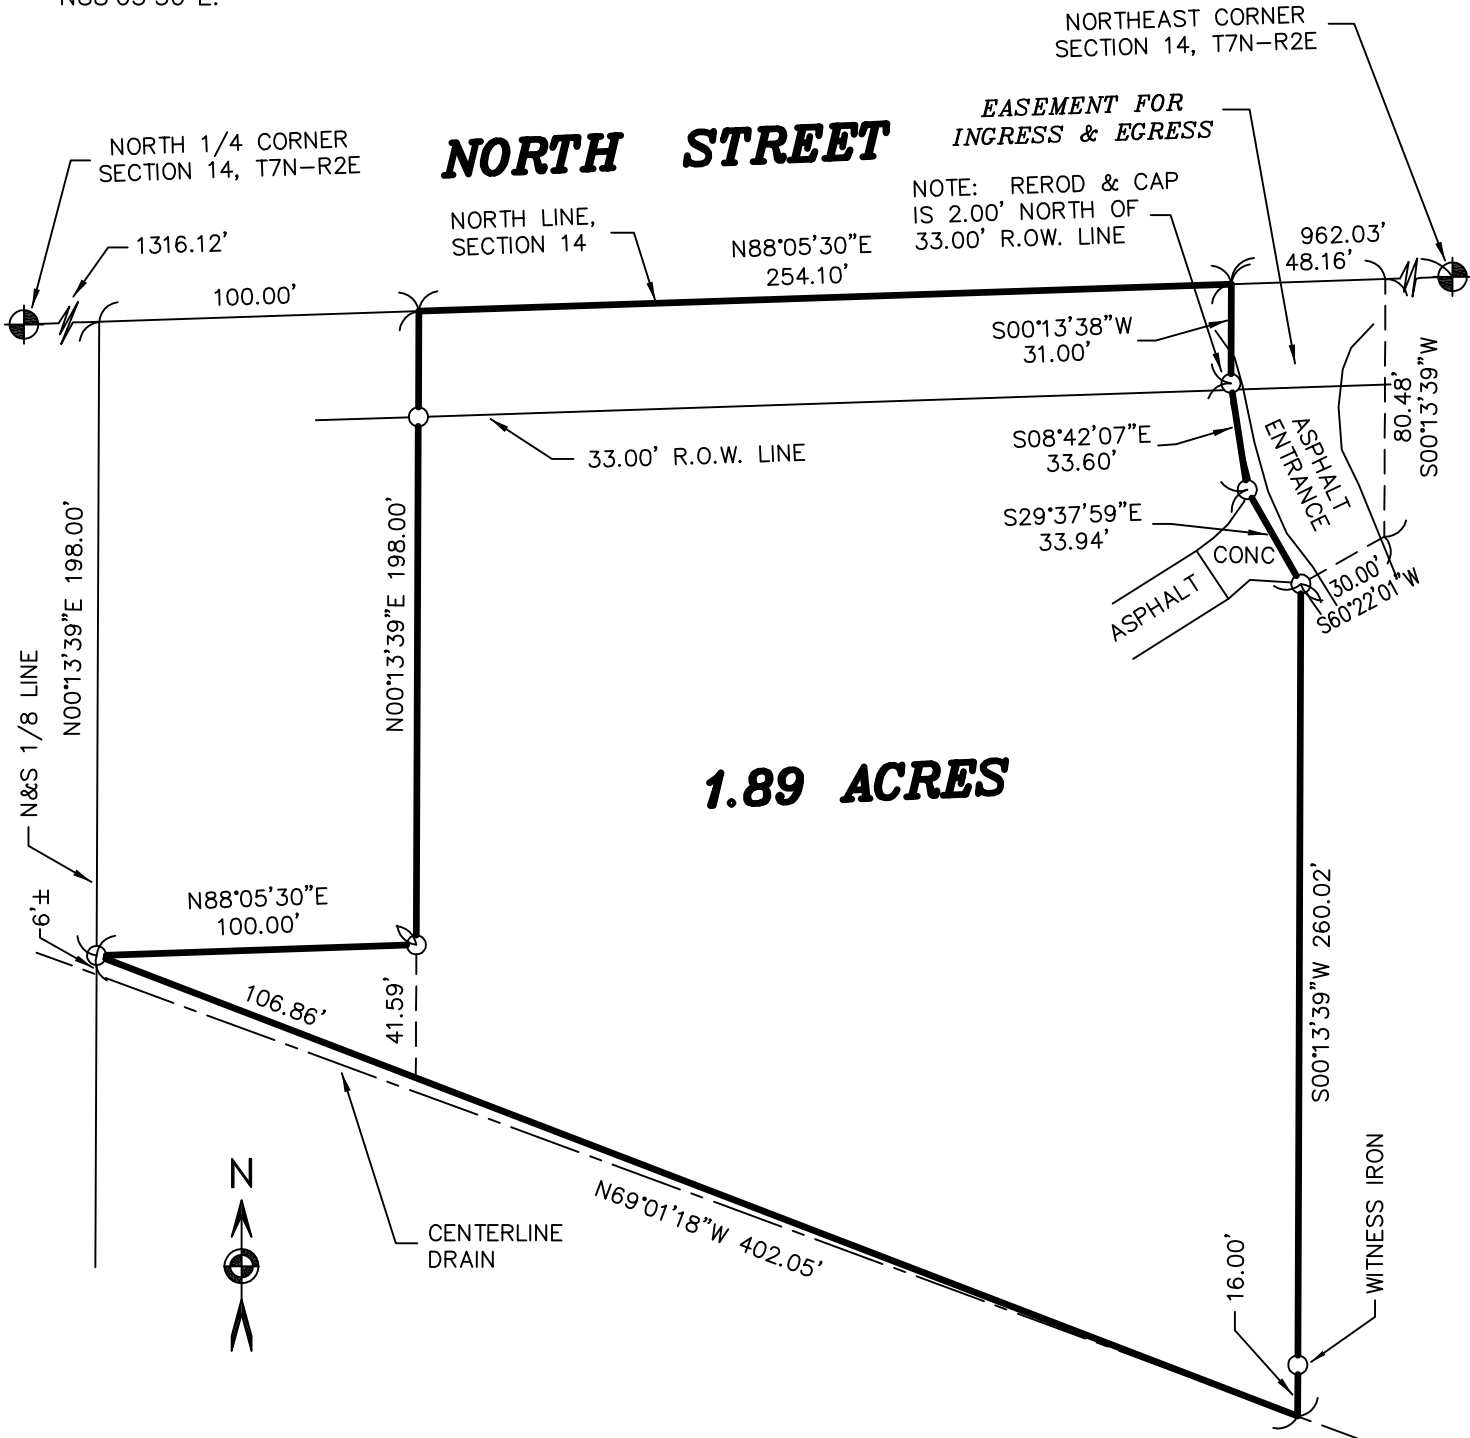 N88°05'30"E.
NORTHEAST CORNER
SECTION 14, T7N-R2E
NORTH 1/4 CORNER
SECTION 14, T7N-R2E
NORTH STREET
EASEMENT FOR
INGRESS & EGRESS
NOTE: REROD & CAP
IS 2.00' NORTH OF
33.00' R.OW. LINE
1316.12'
NORTH LINE,
SECTION 14
N88°05'30"E
254.10'
962.03'
48.16'
100.00'
S00°13'38"W
31.00'
80.48'
S00°13'39"W
33.00' R.O.W. LINE
S08°42'07"E
33.60'
ASPHALT
ENTRANCE
S29°37'59"E
33.94'
CONC
ASPHALT
30.00'
S60°22'01"W
N00°13'39"E 198.00'
N00°13'39"E 198.00'
N&S 1/8 LINE
1.89 ACRES
6'±
N88°05'30"E
100.00'
106.86'
41.59'
S00°13'39"W 260.02'
N
CENTERLINE
DRAIN
N69°01'18"W 402.05'
16.00'
WITNESS IRON